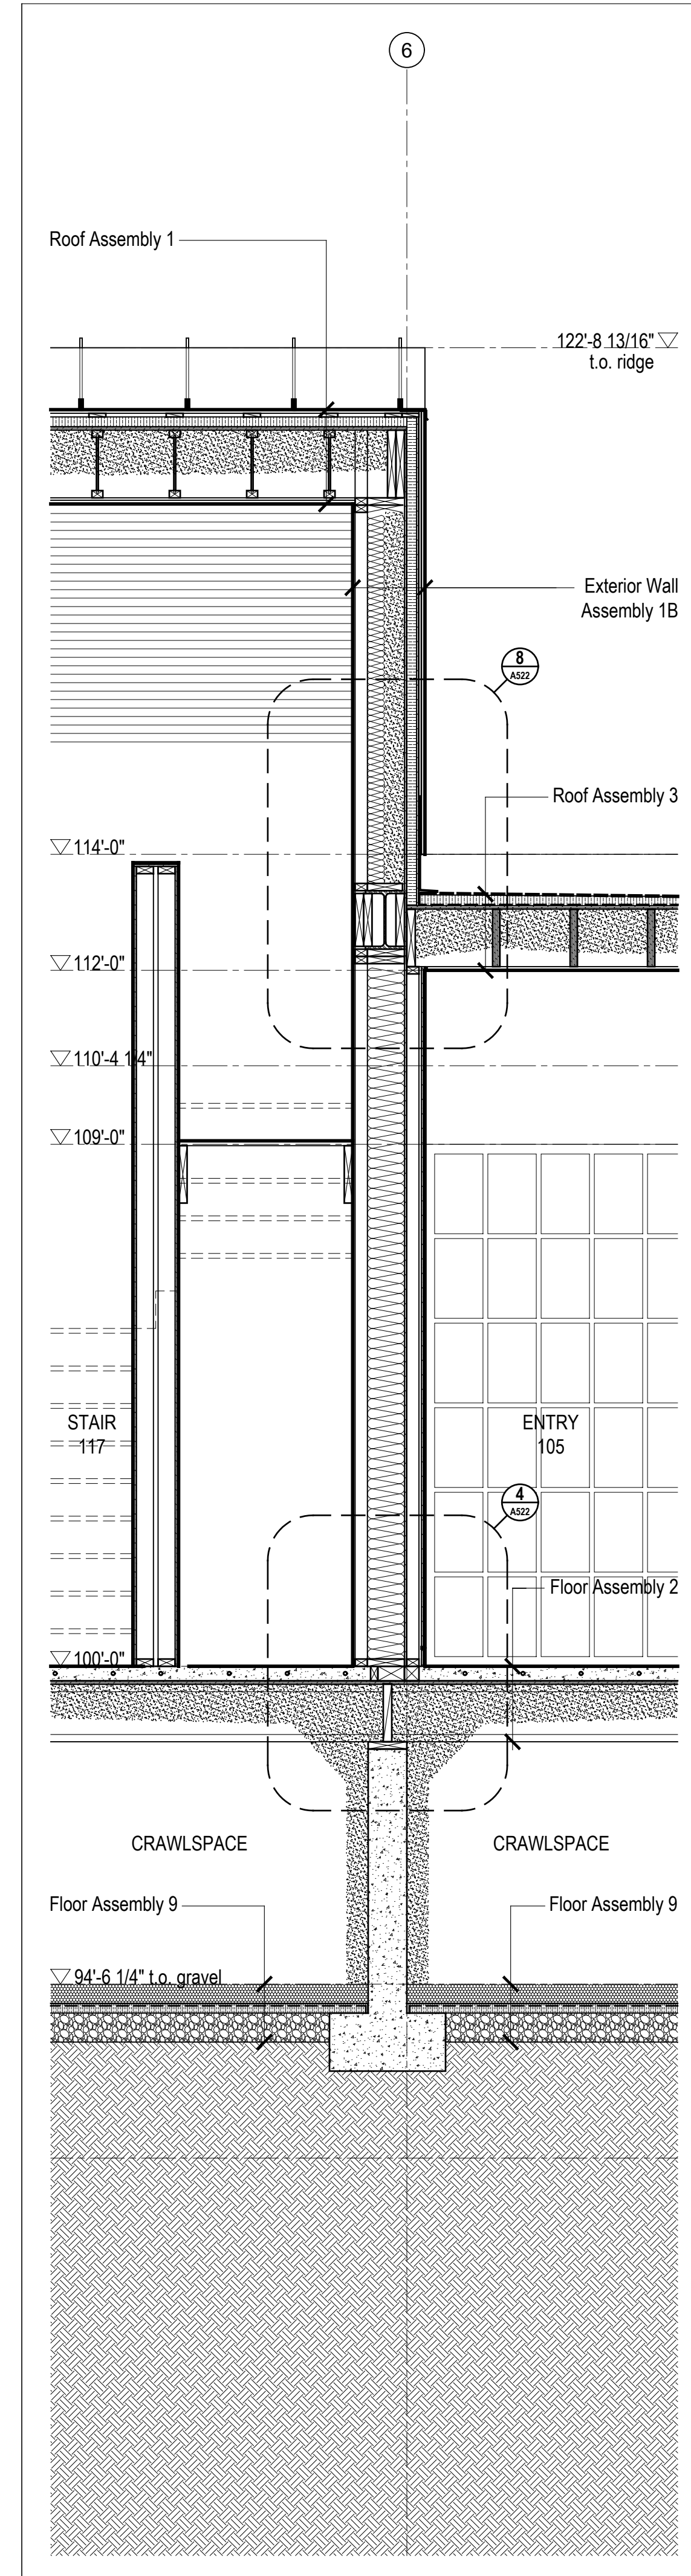 6
Roof Assembly 1
122'-8 13/16"
t.o. ridge
Exterior Wall
Assembly 1B
8
A522
Roof Assembly 3
114'-0"
112'-0"
110'-4 1/4"
109'-0"
STAIR
117
ENTRY
105
4
A522
Floor Assembly 2
100'-0"
CRAWLSPACE
CRAWLSPACE
Floor Assembly 9
Floor Assembly 9
94'-6 1/4" t.o. gravel